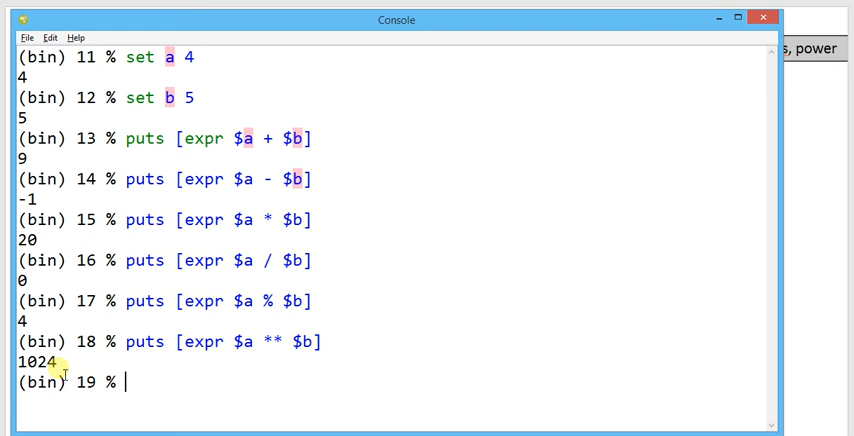 Console
File Edit Help
s, power
(bin) 11 % set a 4
4
(bin) 12 % set b 5
5
(bin) 13 % puts [expr $a + $b]
9
(bin) 14 % puts [expr $a - $b]
-1
(bin) 15 % puts [expr $a * $b]
20
(bin) 16 % puts [expr $a / $b]
0
(bin) 17 % puts [expr $a % $b]
4
(bin) 18 % puts [expr $a ** $b]
1024
(bin) 19 %